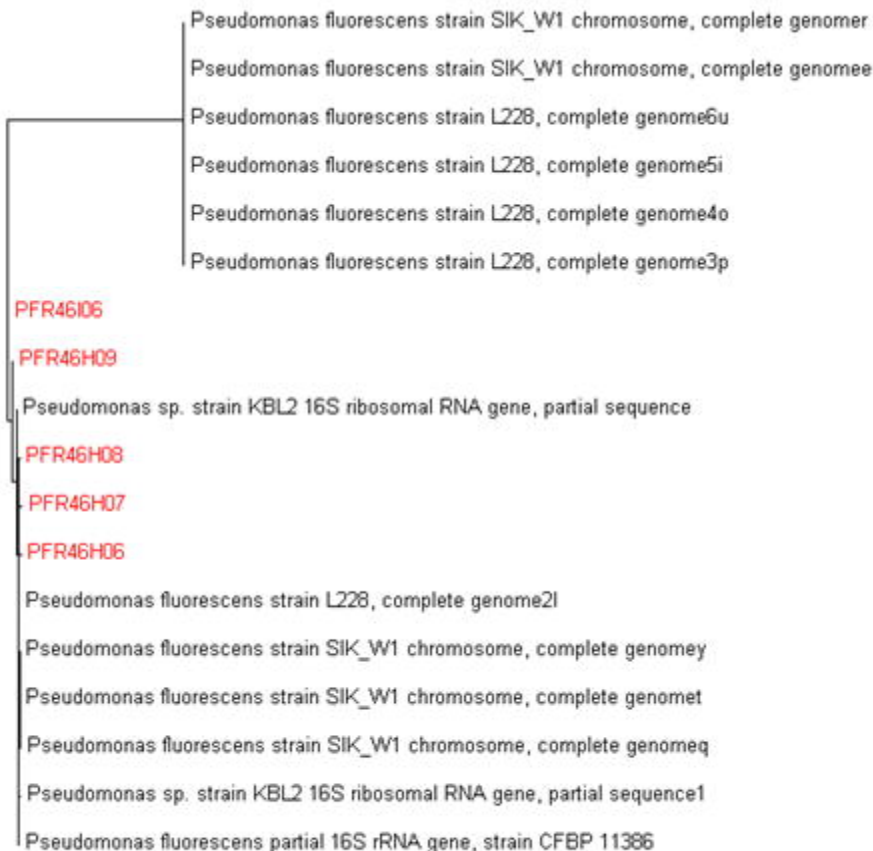 Pseudomonas fluorescens strain SIK_W1 chromosome, complete genomer
Pseudomonas fluorescens strain SIK_W1 chromosome, complete genomee
Pseudomonas fluorescens strain L228, complete genome6u
Pseudomonas fluorescens strain L228, complete genome5i
Pseudomonas fluorescens strain L228, complete genome4o
Pseudomonas fluorescens strain L228, complete genome3p
PFR46I06
PFR46H09
Pseudomonas sp. strain KBL2 16S ribosomal RNA gene, partial sequence
PFR46H08
PFR46H07
PFR46H06
Pseudomonas fluorescens strain L228, complete genome2l
Pseudomonas fluorescens strain SIK_W1 chromosome, complete genomey
Pseudomonas fluorescens strain SIK_W1 chromosome, complete genomet
Pseudomonas fluorescens strain SIK_W1 chromosome, complete genomeq
Pseudomonas sp. strain KBL2 16S ribosomal RNA gene, partial sequence1
Pseudomonas fluorescens partial 16S rRNA gene, strain CFBP 11386